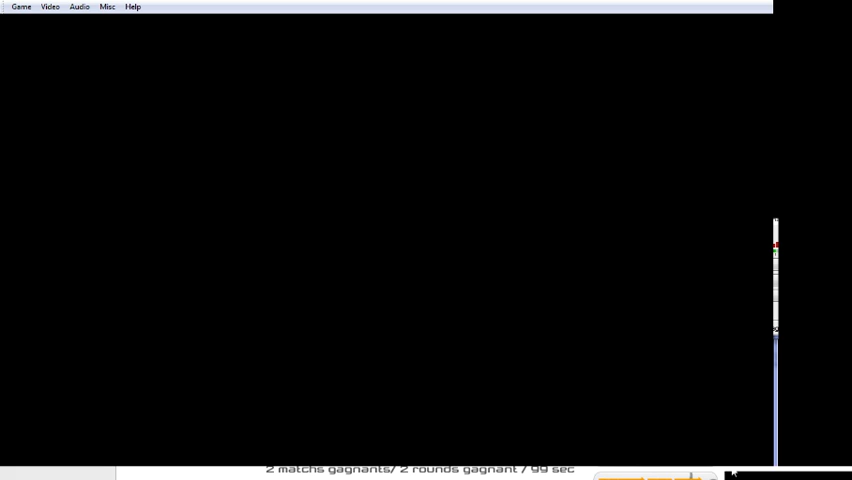 Game Video Audio Misc Help
2 matchs gagnants/ 2 rounds gagnant / 99 sec